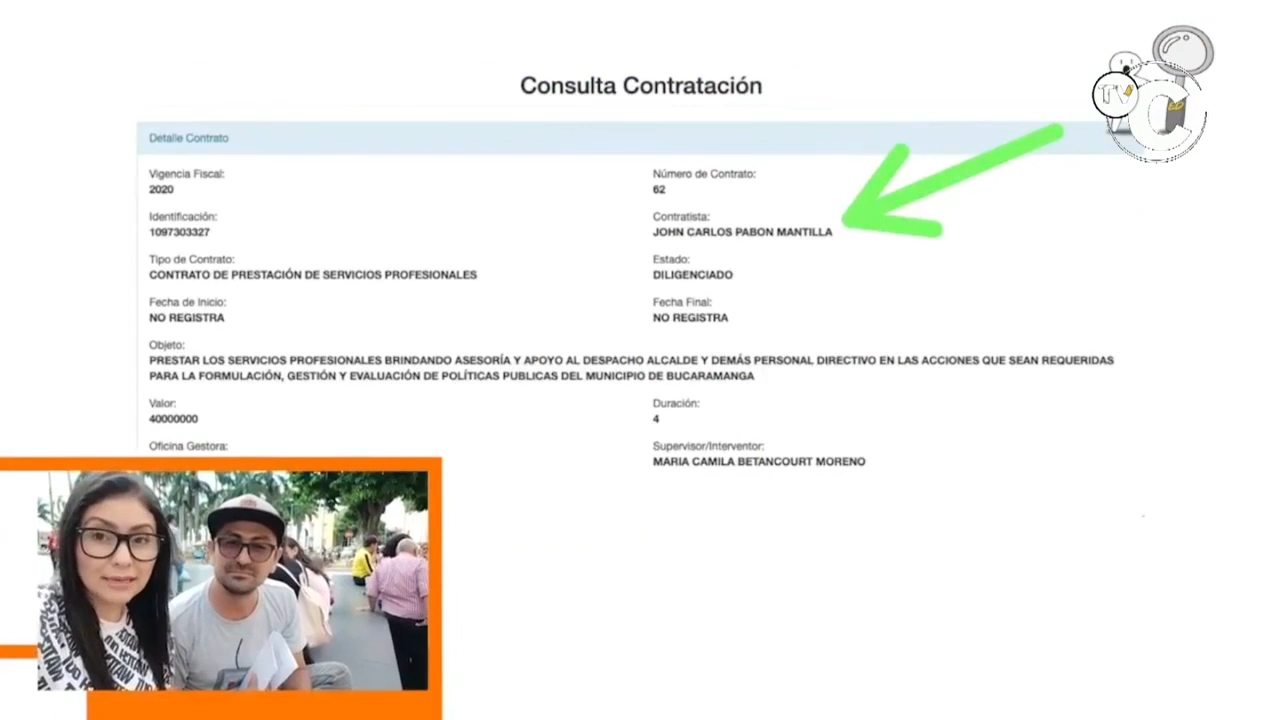 Consulta Contratación
TV
C
Detalle Contrato
Vigencia Fiscal:
2020
Número de Contrato:
62
Identificación:
1097303327
Contratista:
JOHN CARLOS PABON MANTILLA
Tipo de Contrato:
CONTRATO DE PRESTACIÓN DE SERVICIOS PROFESIONALES
Estado:
DILIGENCIADO
Fecha de Inicio:
NO REGISTRA
Fecha Final:
NO REGISTRA
Objeto:
PRESTAR LOS SERVICIOS PROFESIONALES BRINDANDO ASESORÍA Y APOYO AL DESPACHO ALCALDE Y DEMÁS PERSONAL DIRECTIVO EN LAS ACCIONES QUE SEAN REQUERIDAS
PARA LA FORMULACIÓN, GESTIÓN Y EVALUACIÓN DE POLÍTICAS PUBLICAS DEL MUNICIPIO DE BUCARAMANGA
Valor:
40000000
Duración:
4
Oficina Gestora:
Supervisor/Interventor:
MARIA CAMILA BETANCOURT MORENO